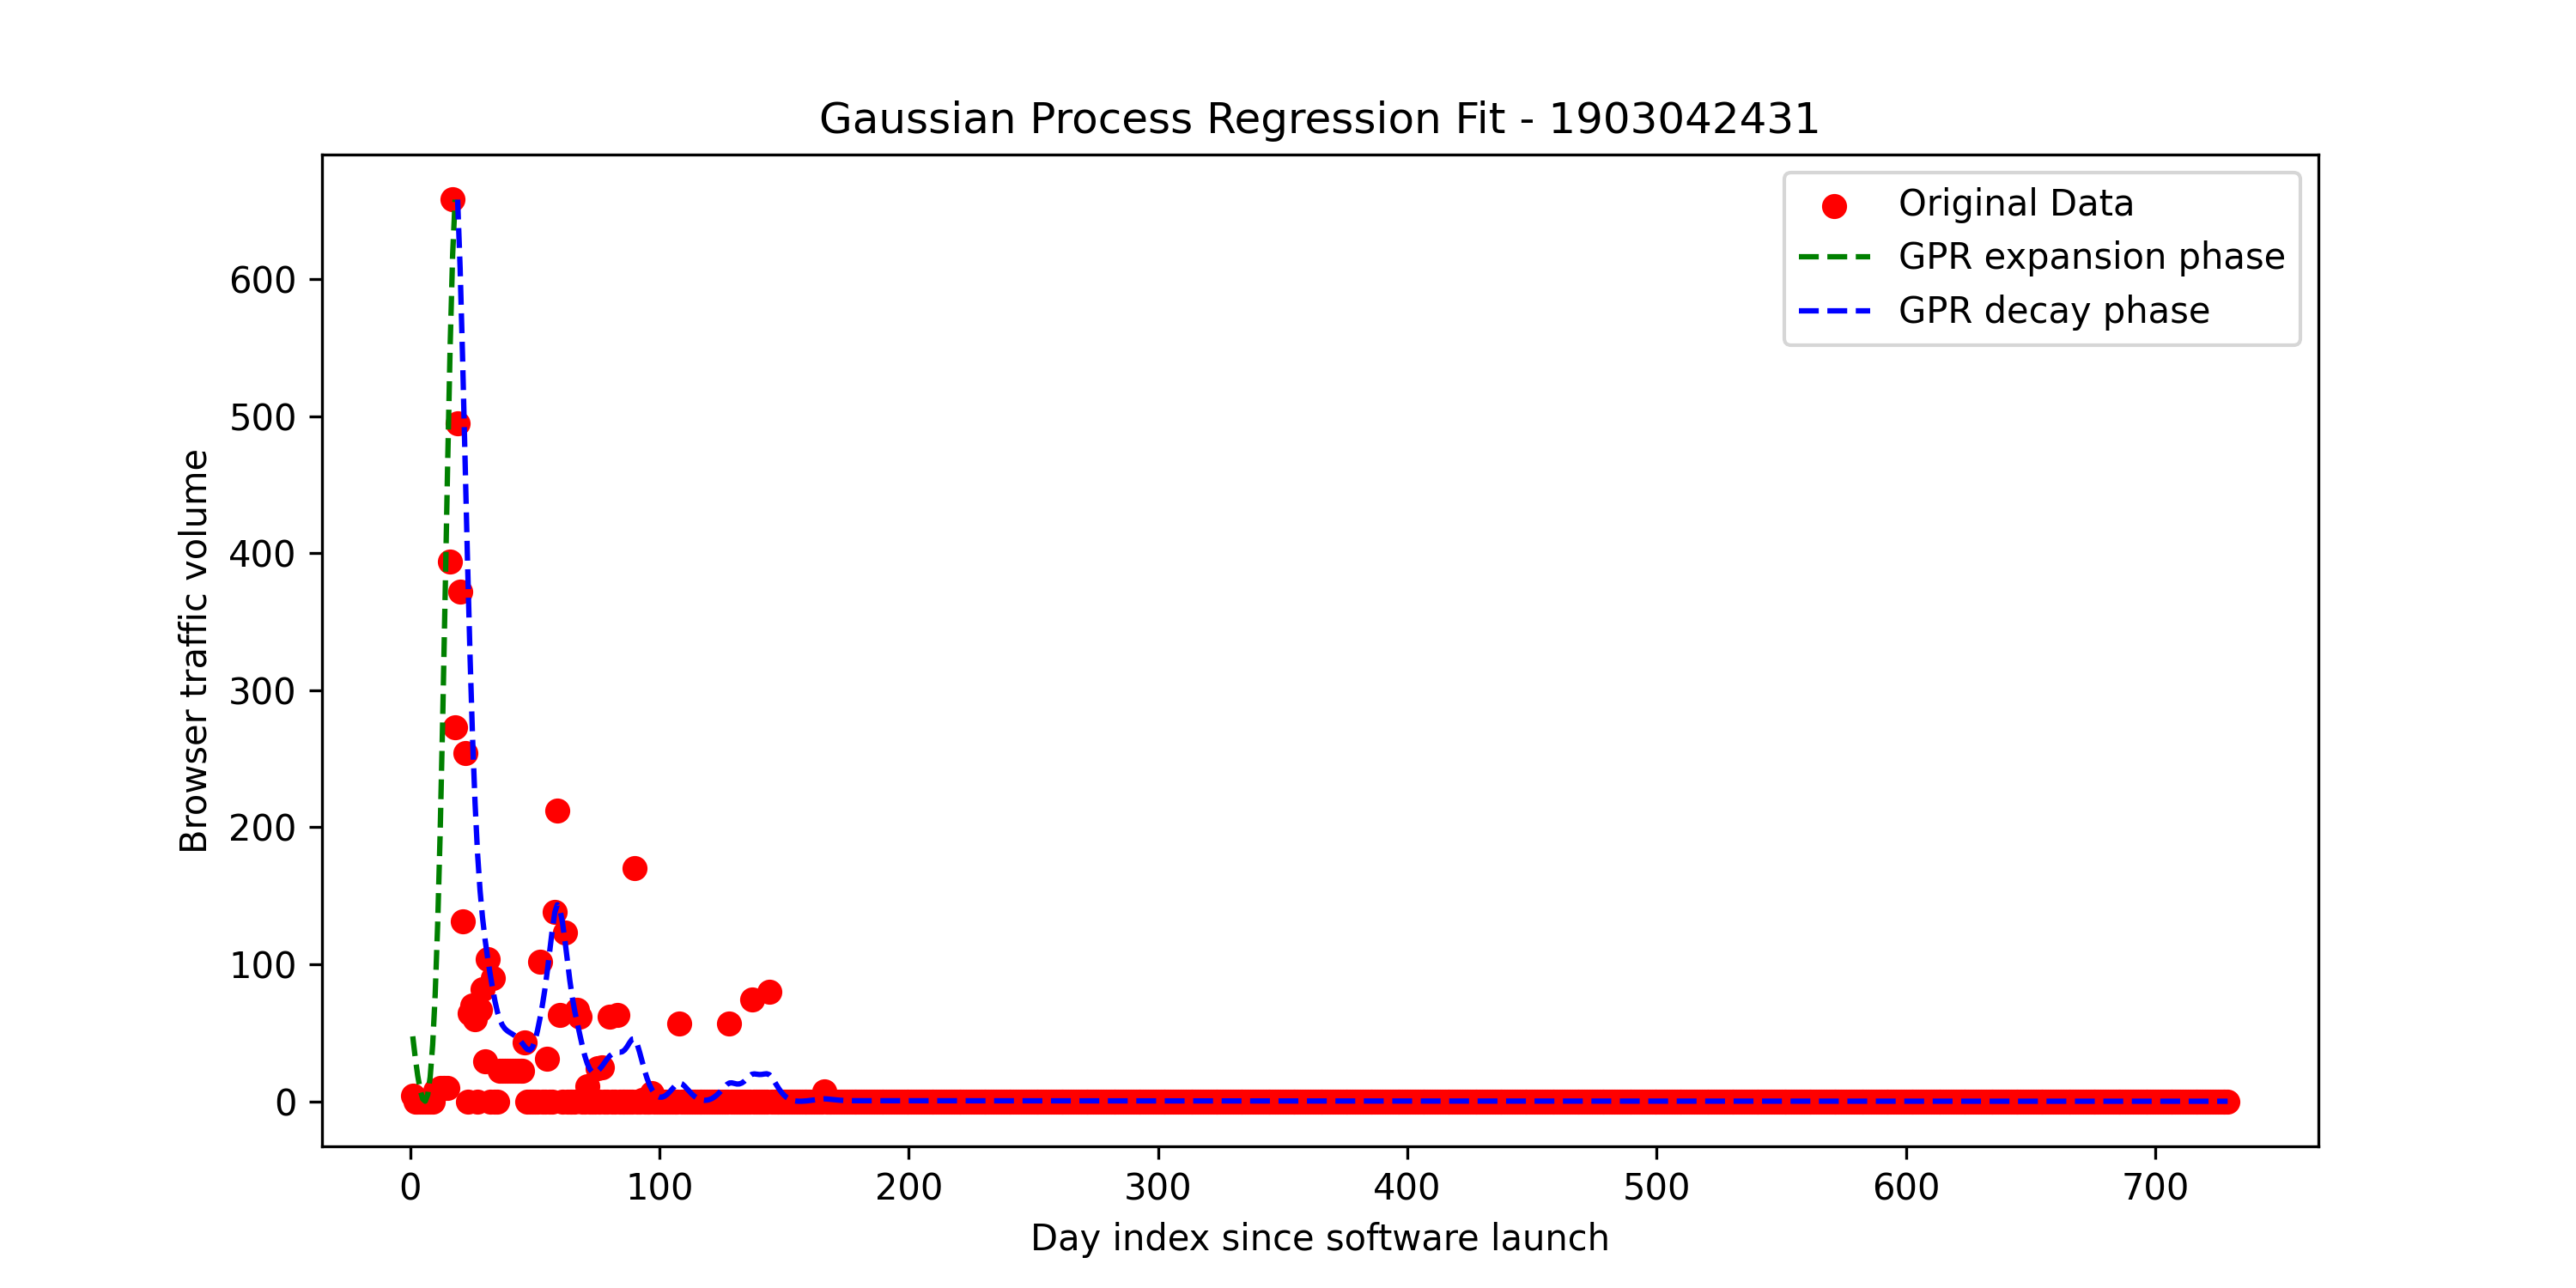 Gaussian Process Regression Fit - 1903042431
Original Data
GPR expansion phase
GPR decay phase
Browser traffic volume
600
500
400
300
200
100
0
0 100 200 300 400 500 600 700
Day index since software launch